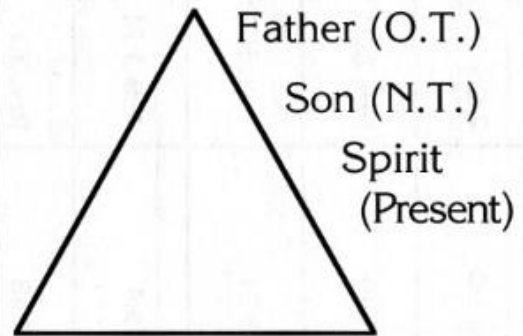 Father (O.T.)
Son (N.T.)
Spirit
(Present)